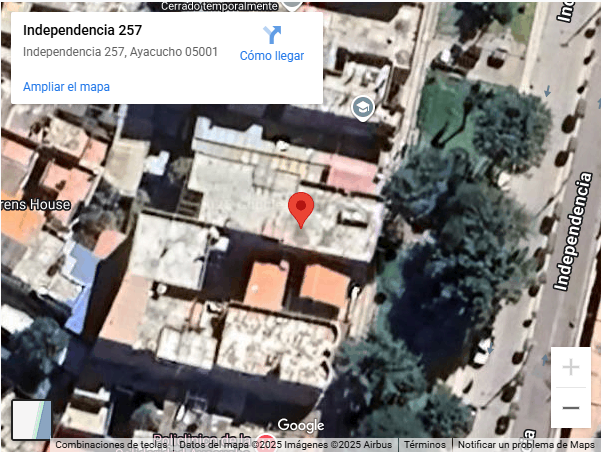 Cerrado temporalmente
Independencia 257
Independencia 257, Ayacucho 05001
Cómo llegar
Ampliar el mapa
rens House
Independencia
Google
Combinaciones de teclas
Datos del mapa ©2025 Imágenes ©2025 Airbus
Términos
Notificar un problema de Maps